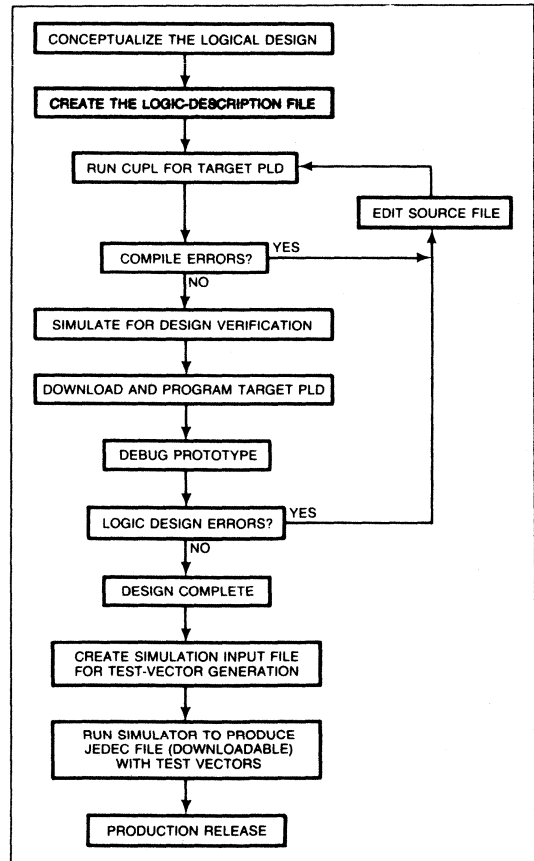 CONCEPTUALIZE THE LOGICAL DESIGN
CREATE THE LOGIC-DESCRIPTION FILE
RUN CUPL FOR TARGET PLD
EDIT SOURCE FILE
COMPILE ERRORS?
YES
NO
SIMULATE FOR DESIGN VERIFICATION
DOWNLOAD AND PROGRAM TARGET PLD
DEBUG PROTOTYPE
LOGIC DESIGN ERRORS?
YES
NO
DESIGN COMPLETE
CREATE SIMULATION INPUT FILE
FOR TEST-VECTOR GENERATION
RUN SIMULATOR TO PRODUCE
JEDEC FILE (DOWNLOADABLE)
WITH TEST VECTORS
PRODUCTION RELEASE